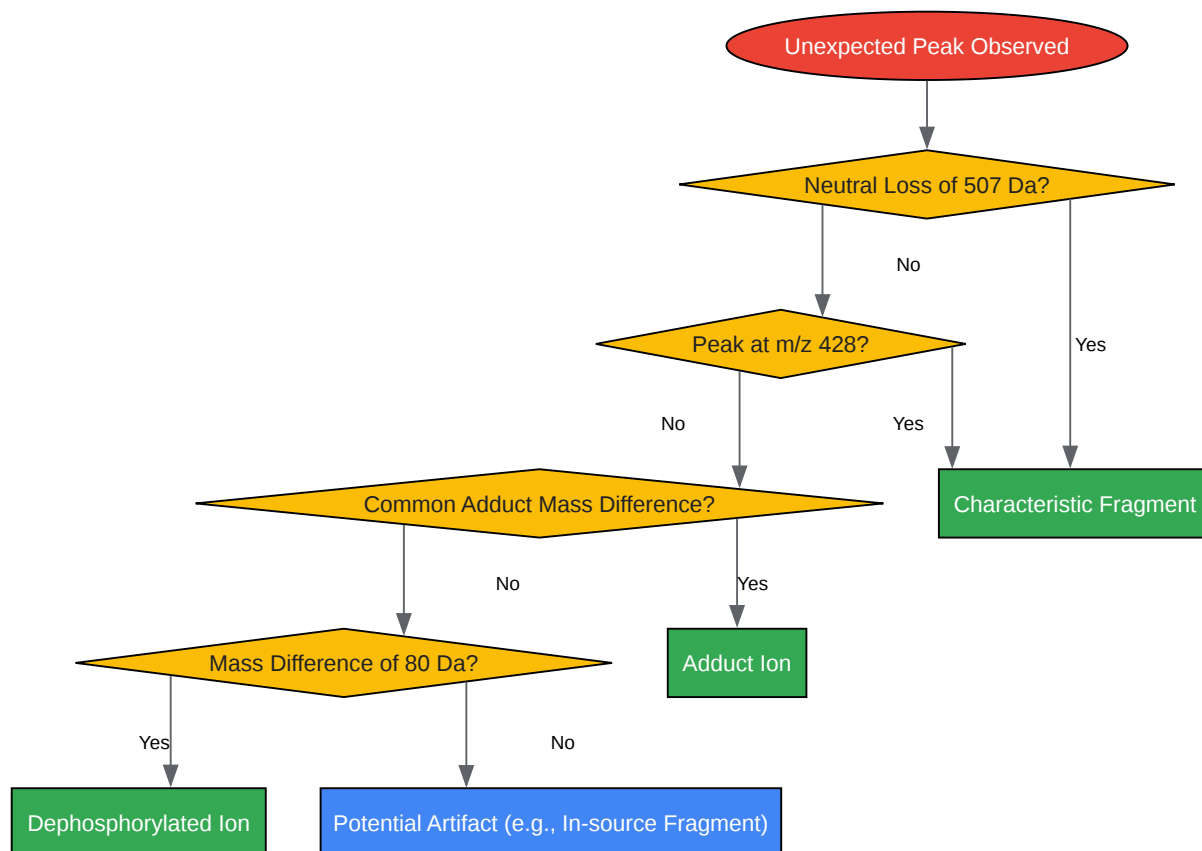 Unexpected Peak Observed
Neutral Loss of 507 Da?
No
Peak at m/z 428?
Yes
No
Yes
Common Adduct Mass Difference?
Characteristic Fragment
No
Yes
Mass Difference of 80 Da?
Adduct Ion
Yes
No
Dephosphorylated Ion
Potential Artifact (e.g., In-source Fragment)